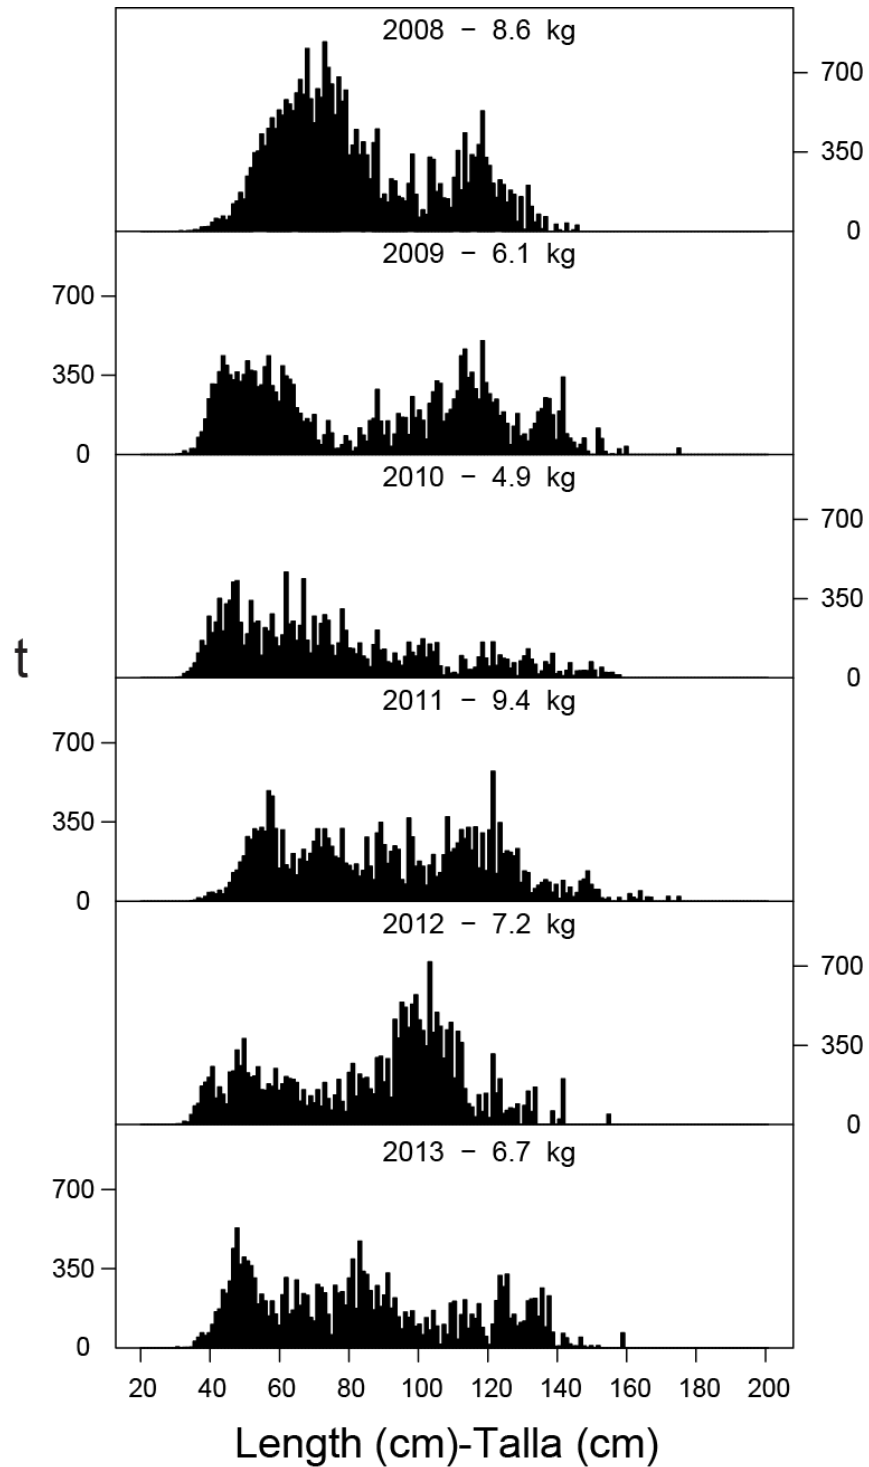 2008 – 8.6 kg
700
350
0
2009 – 6.1 kg
700
350
0
2010 – 4.9 kg
700
350
0
t
2011 – 9.4 kg
700
350
0
2012 – 7.2 kg
700
350
0
2013 – 6.7 kg
700
350
0
20 40 60 80 100 120 140 160 180 200
Length (cm)-Talla (cm)